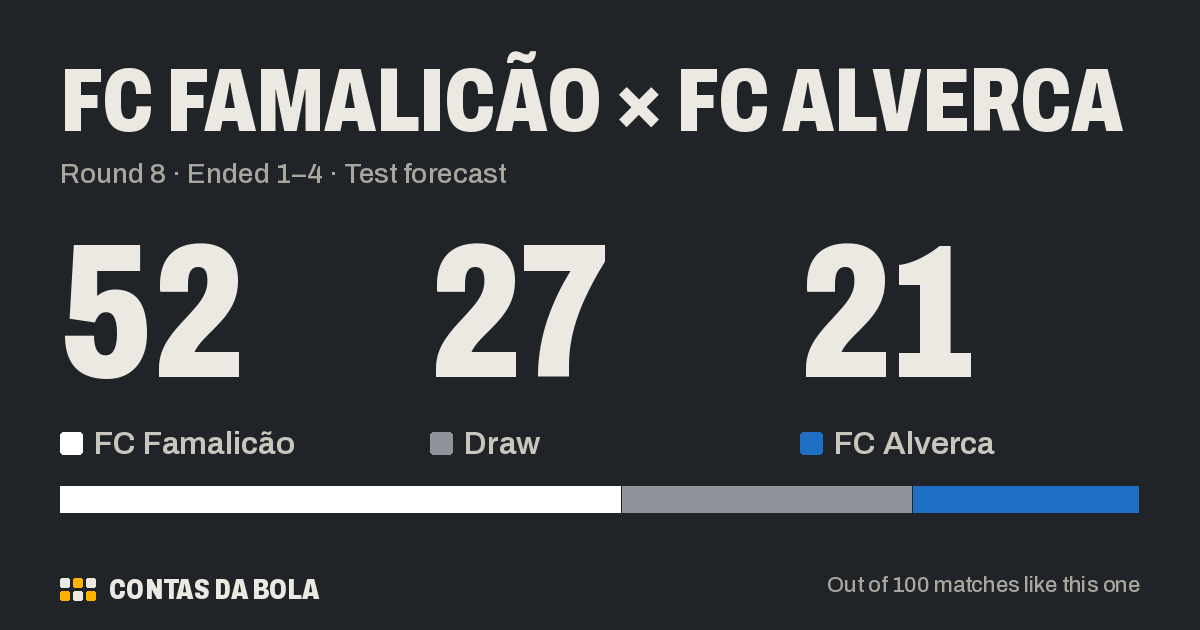 FC FAMALICÃO × FC ALVERCA
Round 8 · Ended 1–4 · Test forecast
52 27 21
FC Famalicão Draw FC Alverca
CONTAS DA BOLA
Out of 100 matches like this one